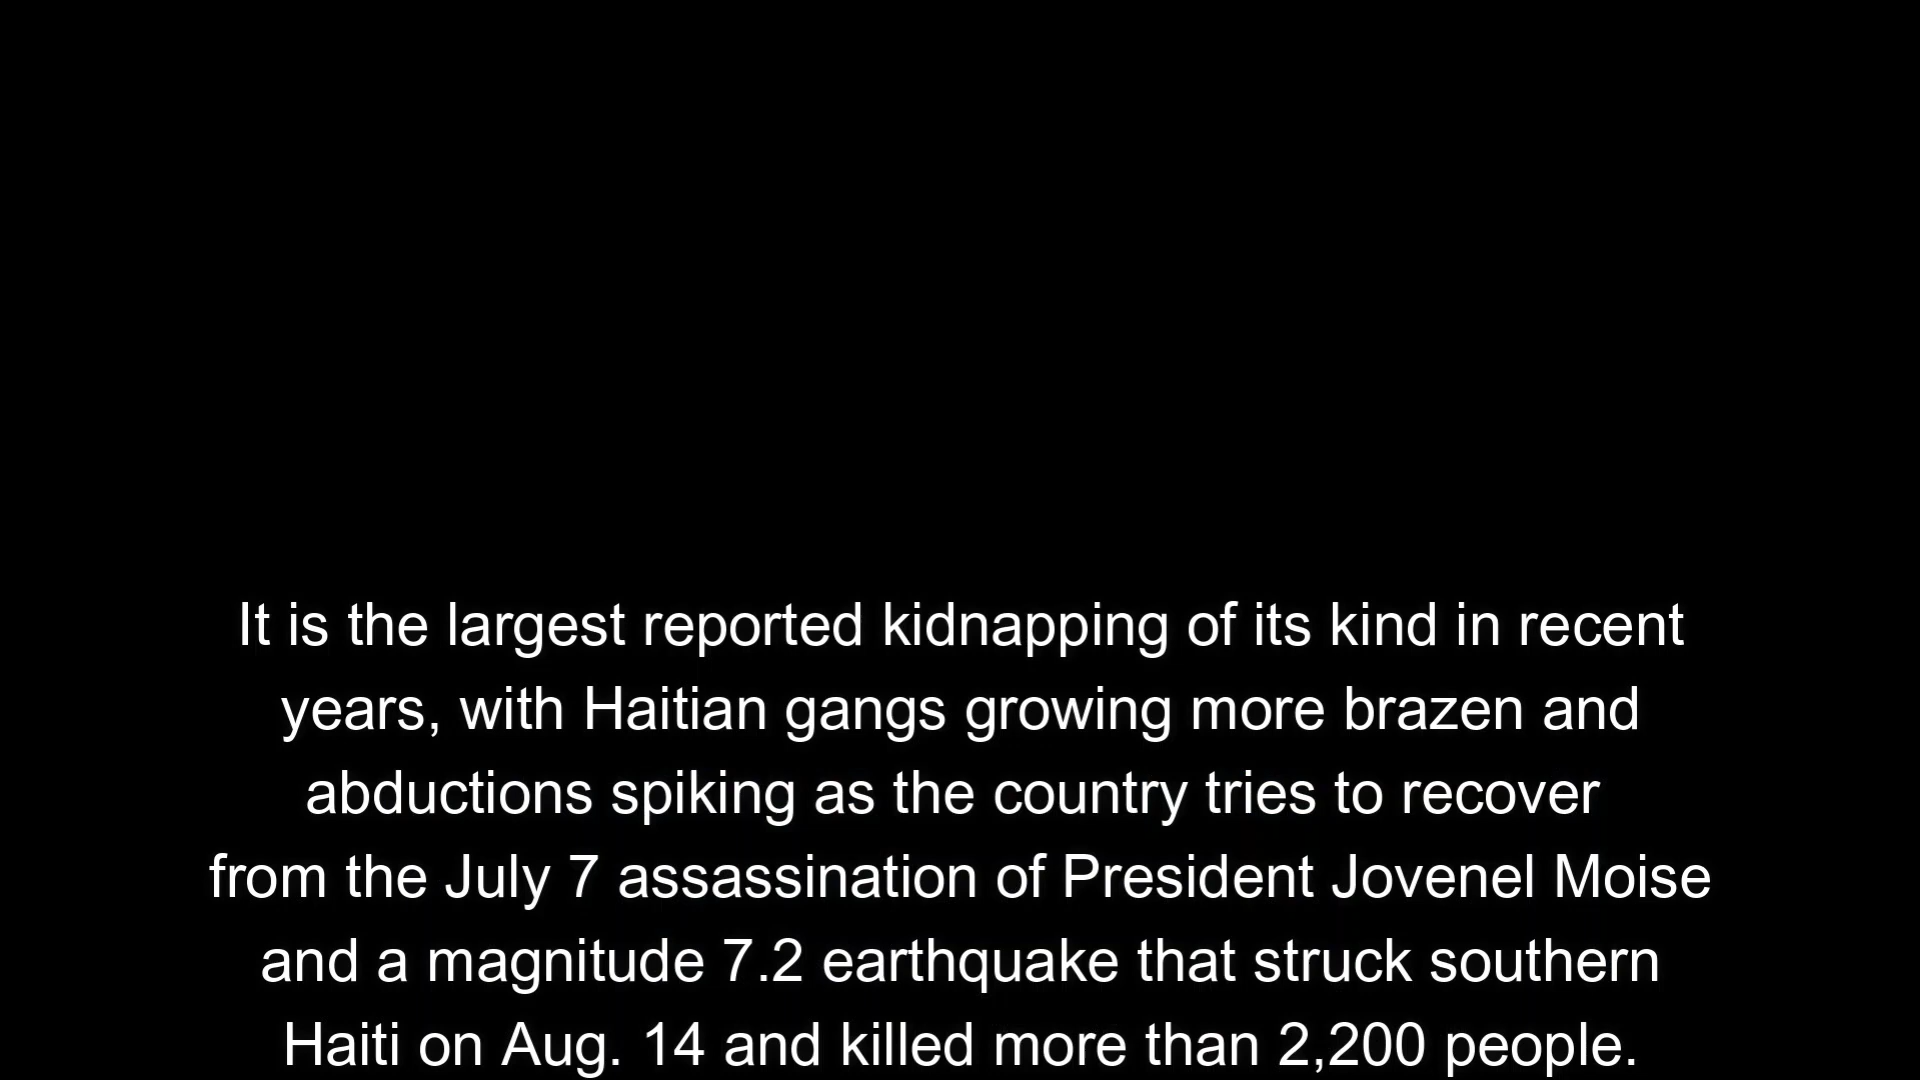 It is the largest reported kidnapping of its kind in recent
years, with Haitian gangs growing more brazen and
abductions spiking as the country tries to recover
from the July 7 assassination of President Jovenel Moise
and a magnitude 7.2 earthquake that struck southern
Haiti on Aug. 14 and killed more than 2,200 people.